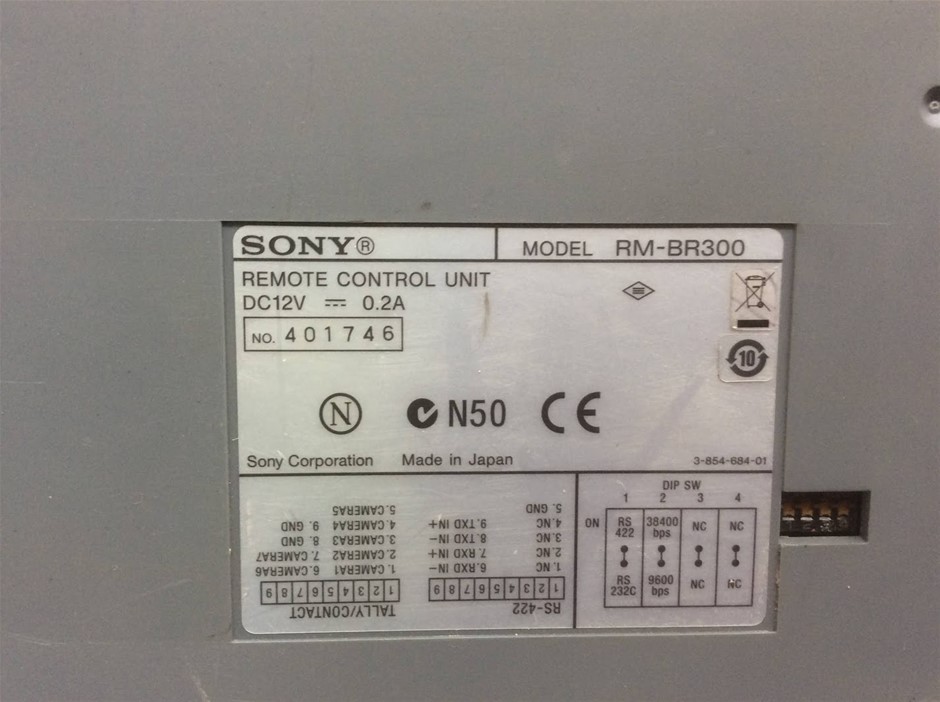 SONY®
MODEL RM-BR300
REMOTE CONTROL UNIT
DC12V ⎓ 0.2A
NO. 401746
10
N N50 CE
Sony Corporation Made in Japan
3-854-684-01
DIP SW
1 2 3 4
ON RS 422 38400 bps NC NC
RS 232C 9600 bps NC NC
RS-422
1 2 3 4 5 6 7 8 9
1. NC 6. RXD IN-
2. NC 7. RXD IN+
3. NC 8. TXD IN-
4. NC 9. TXD IN+
5. GND
TALLY/CONTACT
1 2 3 4 5 6 7 8 9
1. CAMERA1 6. CAMERA6
2. CAMERA2 7. CAMERA7
3. CAMERA3 8. GND
4. CAMERA4 9. GND
5. CAMERA5